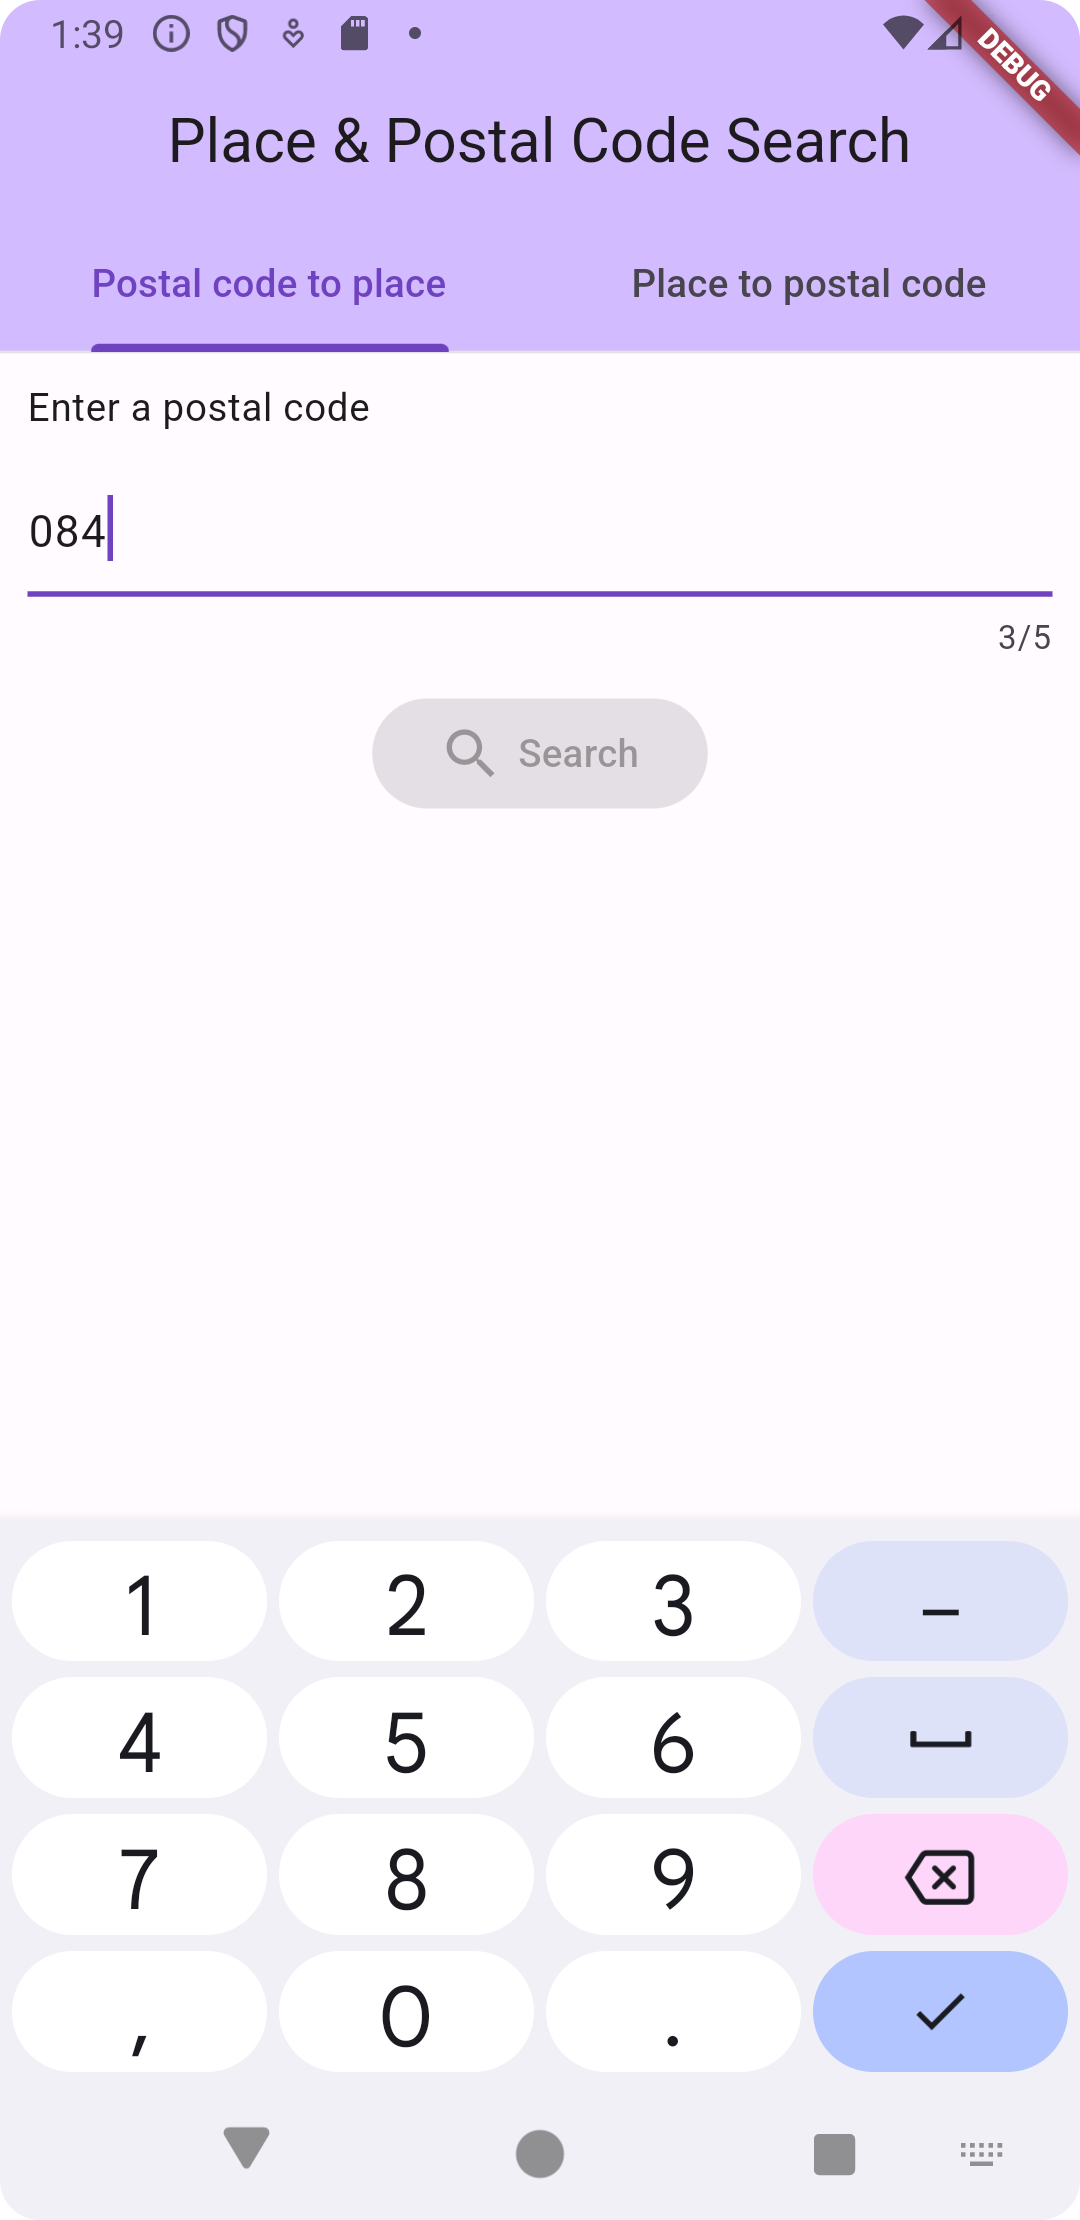 1:39
DEBUG
Place & Postal Code Search
Postal code to place
Place to postal code
Enter a postal code
084
3/5
Search
1 2 3 –
4 5 6
7 8 9
, 0 .